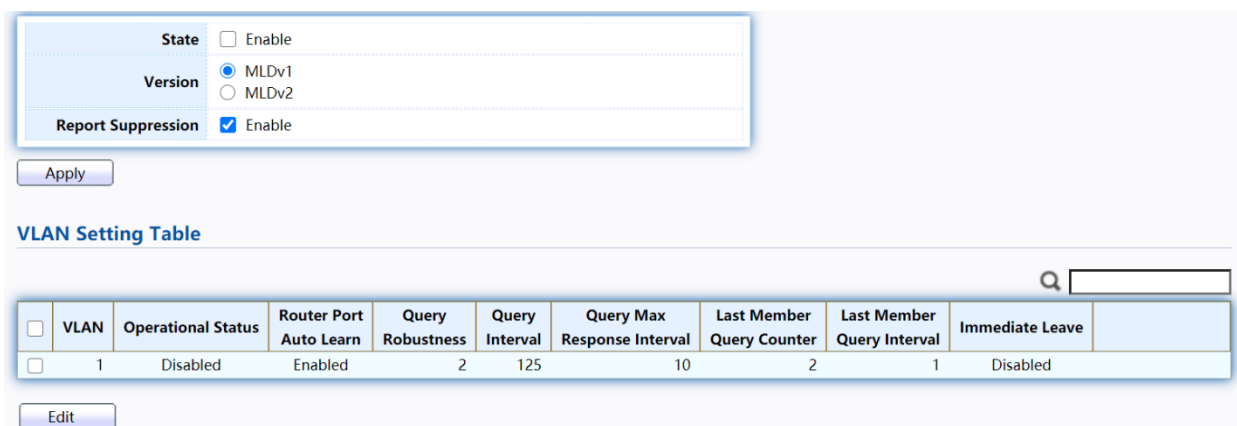 State Enable
Version MLDv1
MLDv2
Report Suppression Enable
Apply
VLAN Setting Table
VLAN Operational Status Router Port Auto Learn Query Robustness Query Interval Query Max Response Interval Last Member Query Counter Last Member Query Interval Immediate Leave
1 Disabled Enabled 2 125 10 2 1 Disabled
Edit